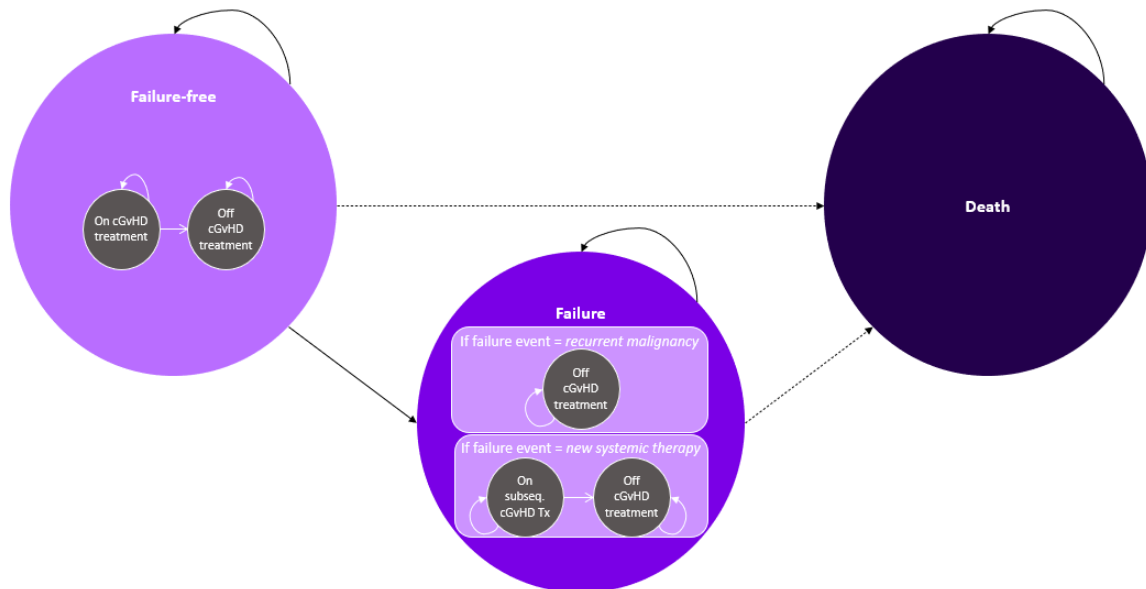 Failure-free
On cGvHD
treatment
Off
cGvHD
treatment
Death
Failure
If failure event = recurrent malignancy
Off
cGvHD
treatment
If failure event = new systemic therapy
On
subseq.
cGvHD Tx
Off
cGvHD
treatment